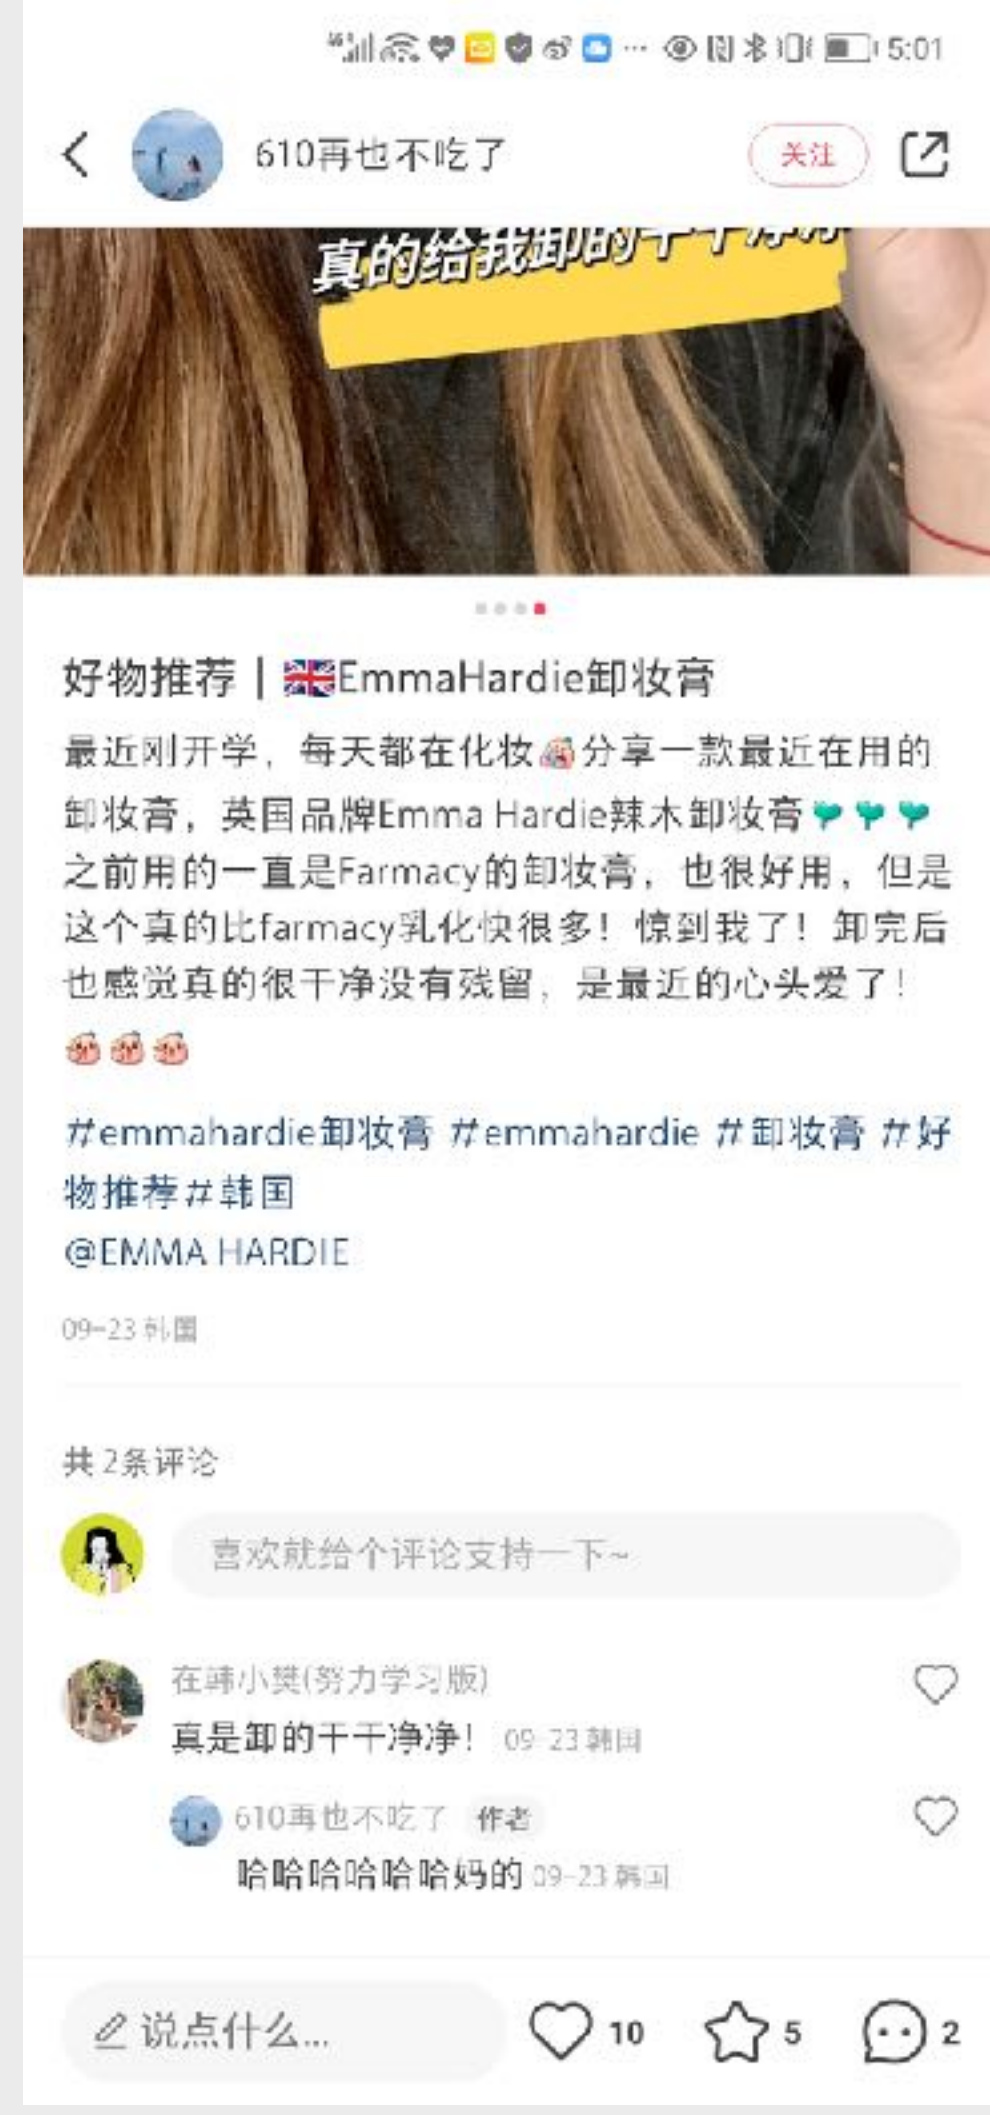 5:01
610再也不吃了
关注
真的给我卸的干干净净
好物推荐 | 🇬🇧EmmaHardie卸妆膏
最近刚开学，每天都在化妆分享一款最近在用的
卸妆膏，英国品牌Emma Hardie辣木卸妆膏
之前用的一直是Farmacy的卸妆膏，也很好用，但是
这个真的比farmacy乳化快很多！惊到我了！卸完后
也感觉真的很干净没有残留，是最近的心头爱了！
#emmahardie卸妆膏 #emmahardie #卸妆膏 #好
物推荐#韩国
@EMMA HARDIE
09-23 韩国
共 2条评论
喜欢就给个评论支持一下~
在韩小樊(努力学习版)
真是卸的干干净净！ 09-23 韩国
610再也不吃了 作者
哈哈哈哈哈哈妈的 09-23 韩国
说点什么...
10
5
2